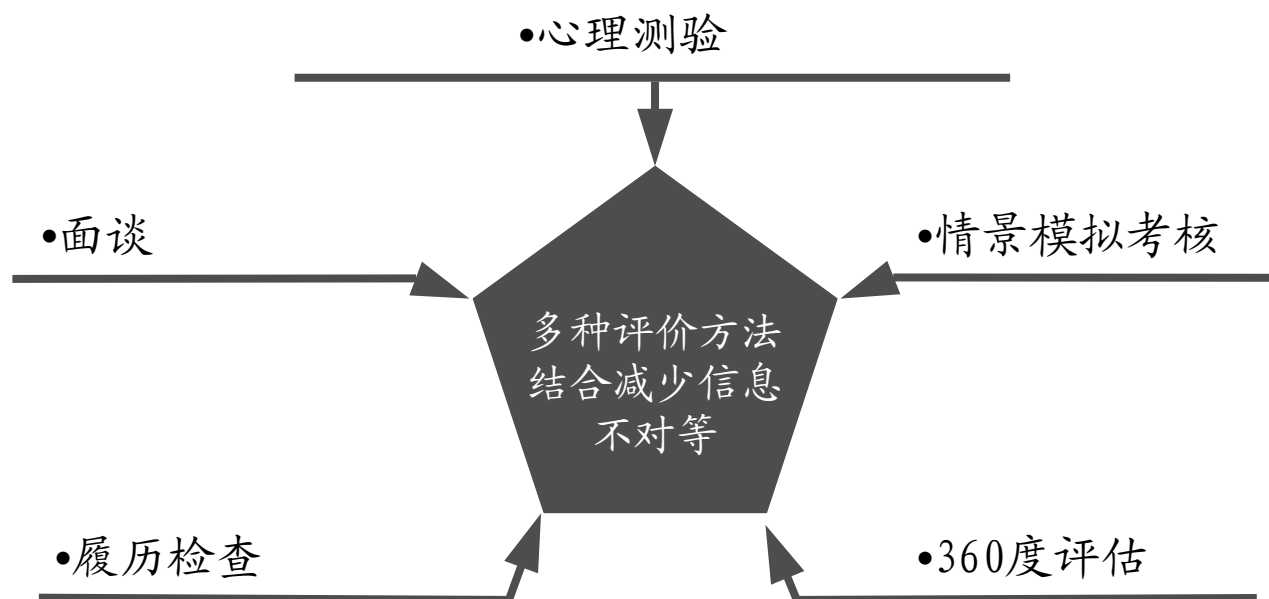 •心理测验
•面谈
•情景模拟考核
多种评价方法
结合减少信息
不对等
•履历检查
•360度评估